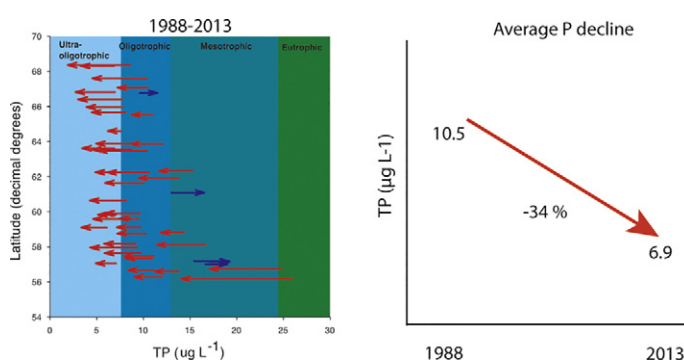 1988-2013
Ultra-
oligotrophic
Oligotrophic
Mesotrophic
Eutrophic
Latitude (decimal degrees)
70
68
66
64
62
60
58
56
54
0
5
10
15
20
25
30
TP (ug L-1)
Average P decline
TP (µg L-1)
10.5
-34 %
6.9
1988
2013